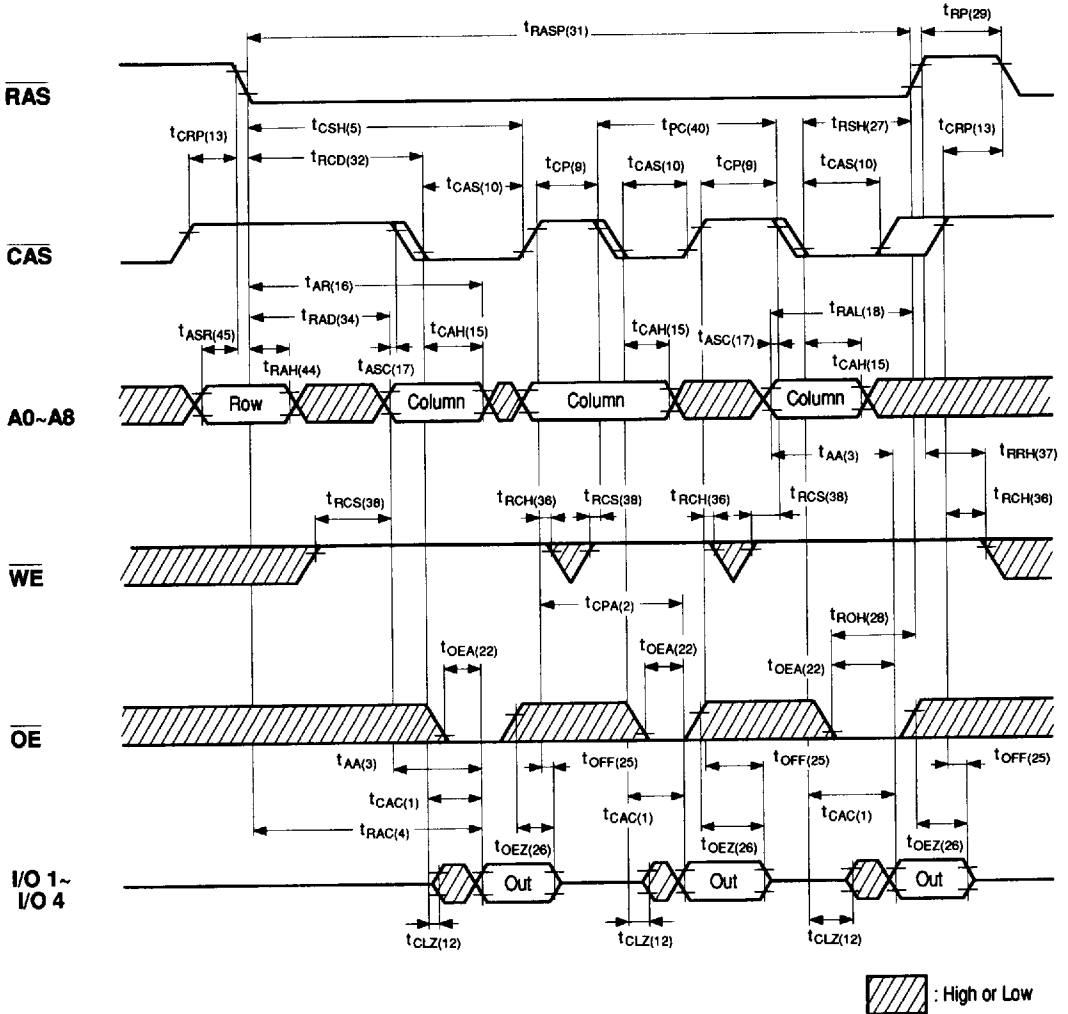 tRASP(31)
tRP(29)
RAS
tCSH(5)
tPC(40)
tRSH(27)
tCRP(13)
tCRP(13)
tRCD(32)
tCP(9)
tCAS(10)
tCP(9)
tCAS(10)
tCAS(10)
CAS
tAR(16)
tRAD(34)
tRAL(18)
tASR(45)
tCAH(15)
tCAH(15)
tASC(17)
tRAH(44)
tASC(17)
tCAH(15)
A0~A8
Row
Column
Column
Column
tAA(3)
tRRH(37)
tRCS(38)
tRCH(36)
tRCS(38)
tRCH(36)
tRCS(38)
tRCH(36)
WE
tCPA(2)
tROH(28)
tOEA(22)
tOEA(22)
tOEA(22)
OE
tAA(3)
tOFF(25)
tOFF(25)
tOFF(25)
tCAC(1)
tCAC(1)
tCAC(1)
tRAC(4)
tOEZ(26)
tOEZ(26)
tOEZ(26)
I/O 1~
I/O 4
Out
Out
Out
tCLZ(12)
tCLZ(12)
tCLZ(12)
: High or Low